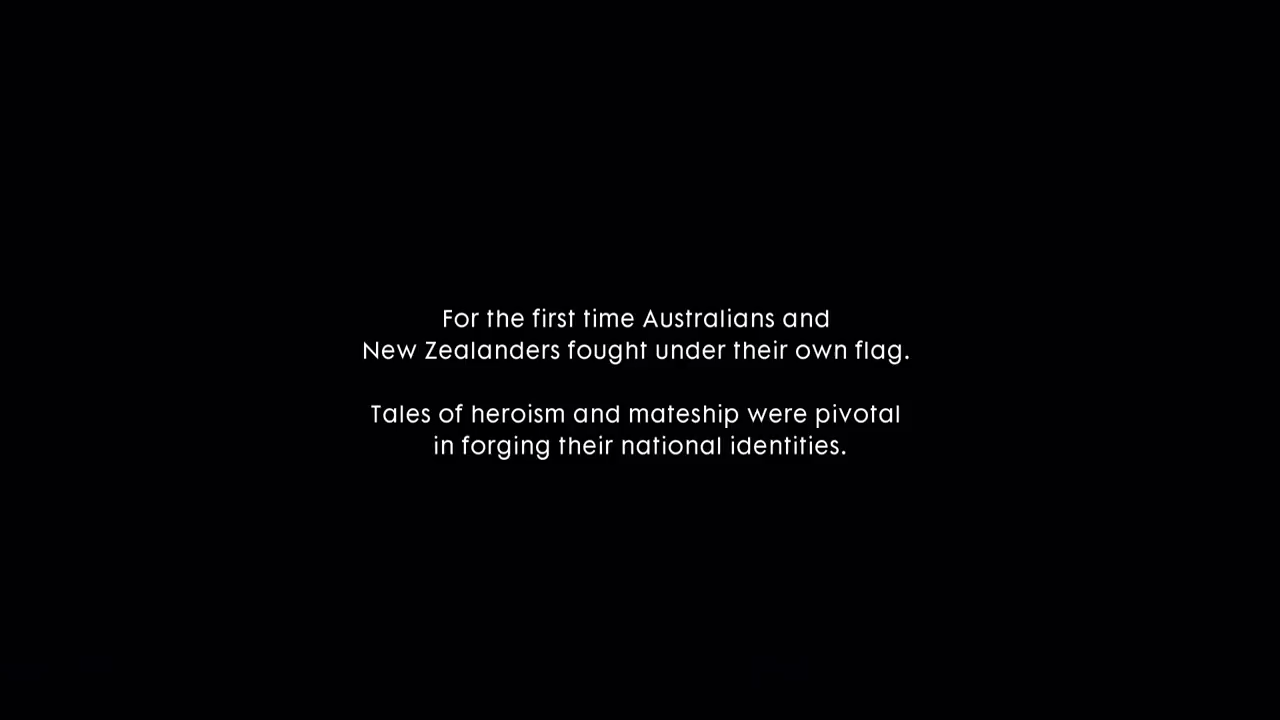 For the first time Australians and
New Zealanders fought under their own flag.
Tales of heroism and mateship were pivotal
in forging their national identities.